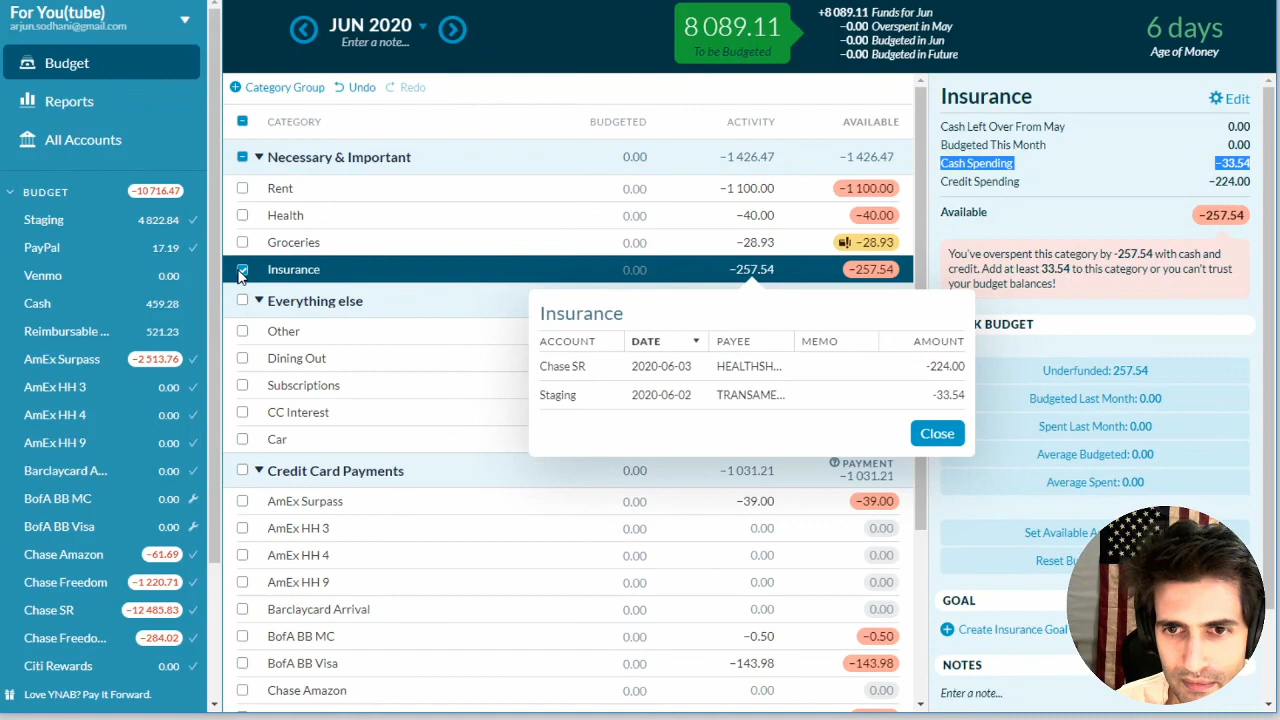 For You(tube)
arjun.sodhani@gmail.com
Budget
Reports
All Accounts
BUDGET −10 716.47
Staging 4 822.84
PayPal 17.19
Venmo 0.00
Cash 459.28
Reimbursable ... 521.23
AmEx Surpass −2 513.76
AmEx HH 3 0.00
AmEx HH 4 0.00
AmEx HH 9 0.00
Barclaycard A... 0.00
BofA BB MC 0.00
BofA BB Visa 0.00
Chase Amazon −61.69
Chase Freedom −1 220.71
Chase SR −12 485.83
Chase Freedo... −284.02
Citi Rewards 0.00
Love YNAB? Pay It Forward.
JUN 2020
Enter a note...
8 089.11
To be Budgeted
+8 089.11 Funds for Jun
−0.00 Overspent in May
−0.00 Budgeted in Jun
−0.00 Budgeted in Future
6 days
Age of Money
Category Group Undo Redo
CATEGORY BUDGETED ACTIVITY AVAILABLE
Necessary & Important 0.00 −1 426.47 −1 426.47
Rent 0.00 −1 100.00 −1 100.00
Health 0.00 −40.00 −40.00
Groceries 0.00 −28.93 −28.93
Insurance 0.00 −257.54 −257.54
Everything else
Other
Dining Out
Subscriptions
CC Interest
Car
Credit Card Payments 0.00 −1 031.21 PAYMENT
−1 031.21
AmEx Surpass 0.00 −39.00 −39.00
AmEx HH 3 0.00 0.00 0.00
AmEx HH 4 0.00 0.00 0.00
AmEx HH 9 0.00 0.00 0.00
Barclaycard Arrival 0.00 0.00 0.00
BofA BB MC 0.00 −0.50 −0.50
BofA BB Visa 0.00 −143.98 −143.98
Chase Amazon 0.00 0.00 0.00
Insurance
ACCOUNT DATE PAYEE MEMO AMOUNT
Chase SR 2020-06-03 HEALTHSH... -224.00
Staging 2020-06-02 TRANSAME... -33.54
Close
Insurance Edit
Cash Left Over From May 0.00
Budgeted This Month 0.00
Cash Spending −33.54
Credit Spending −224.00
Available −257.54
You've overspent this category by -257.54 with cash and
credit. Add at least 33.54 to this category or you can't trust
your budget balances!
K BUDGET
Underfunded: 257.54
Budgeted Last Month: 0.00
Spent Last Month: 0.00
Average Budgeted: 0.00
Average Spent: 0.00
Set Available A
Reset Bu
GOAL
Create Insurance Goal
NOTES
Enter a note...